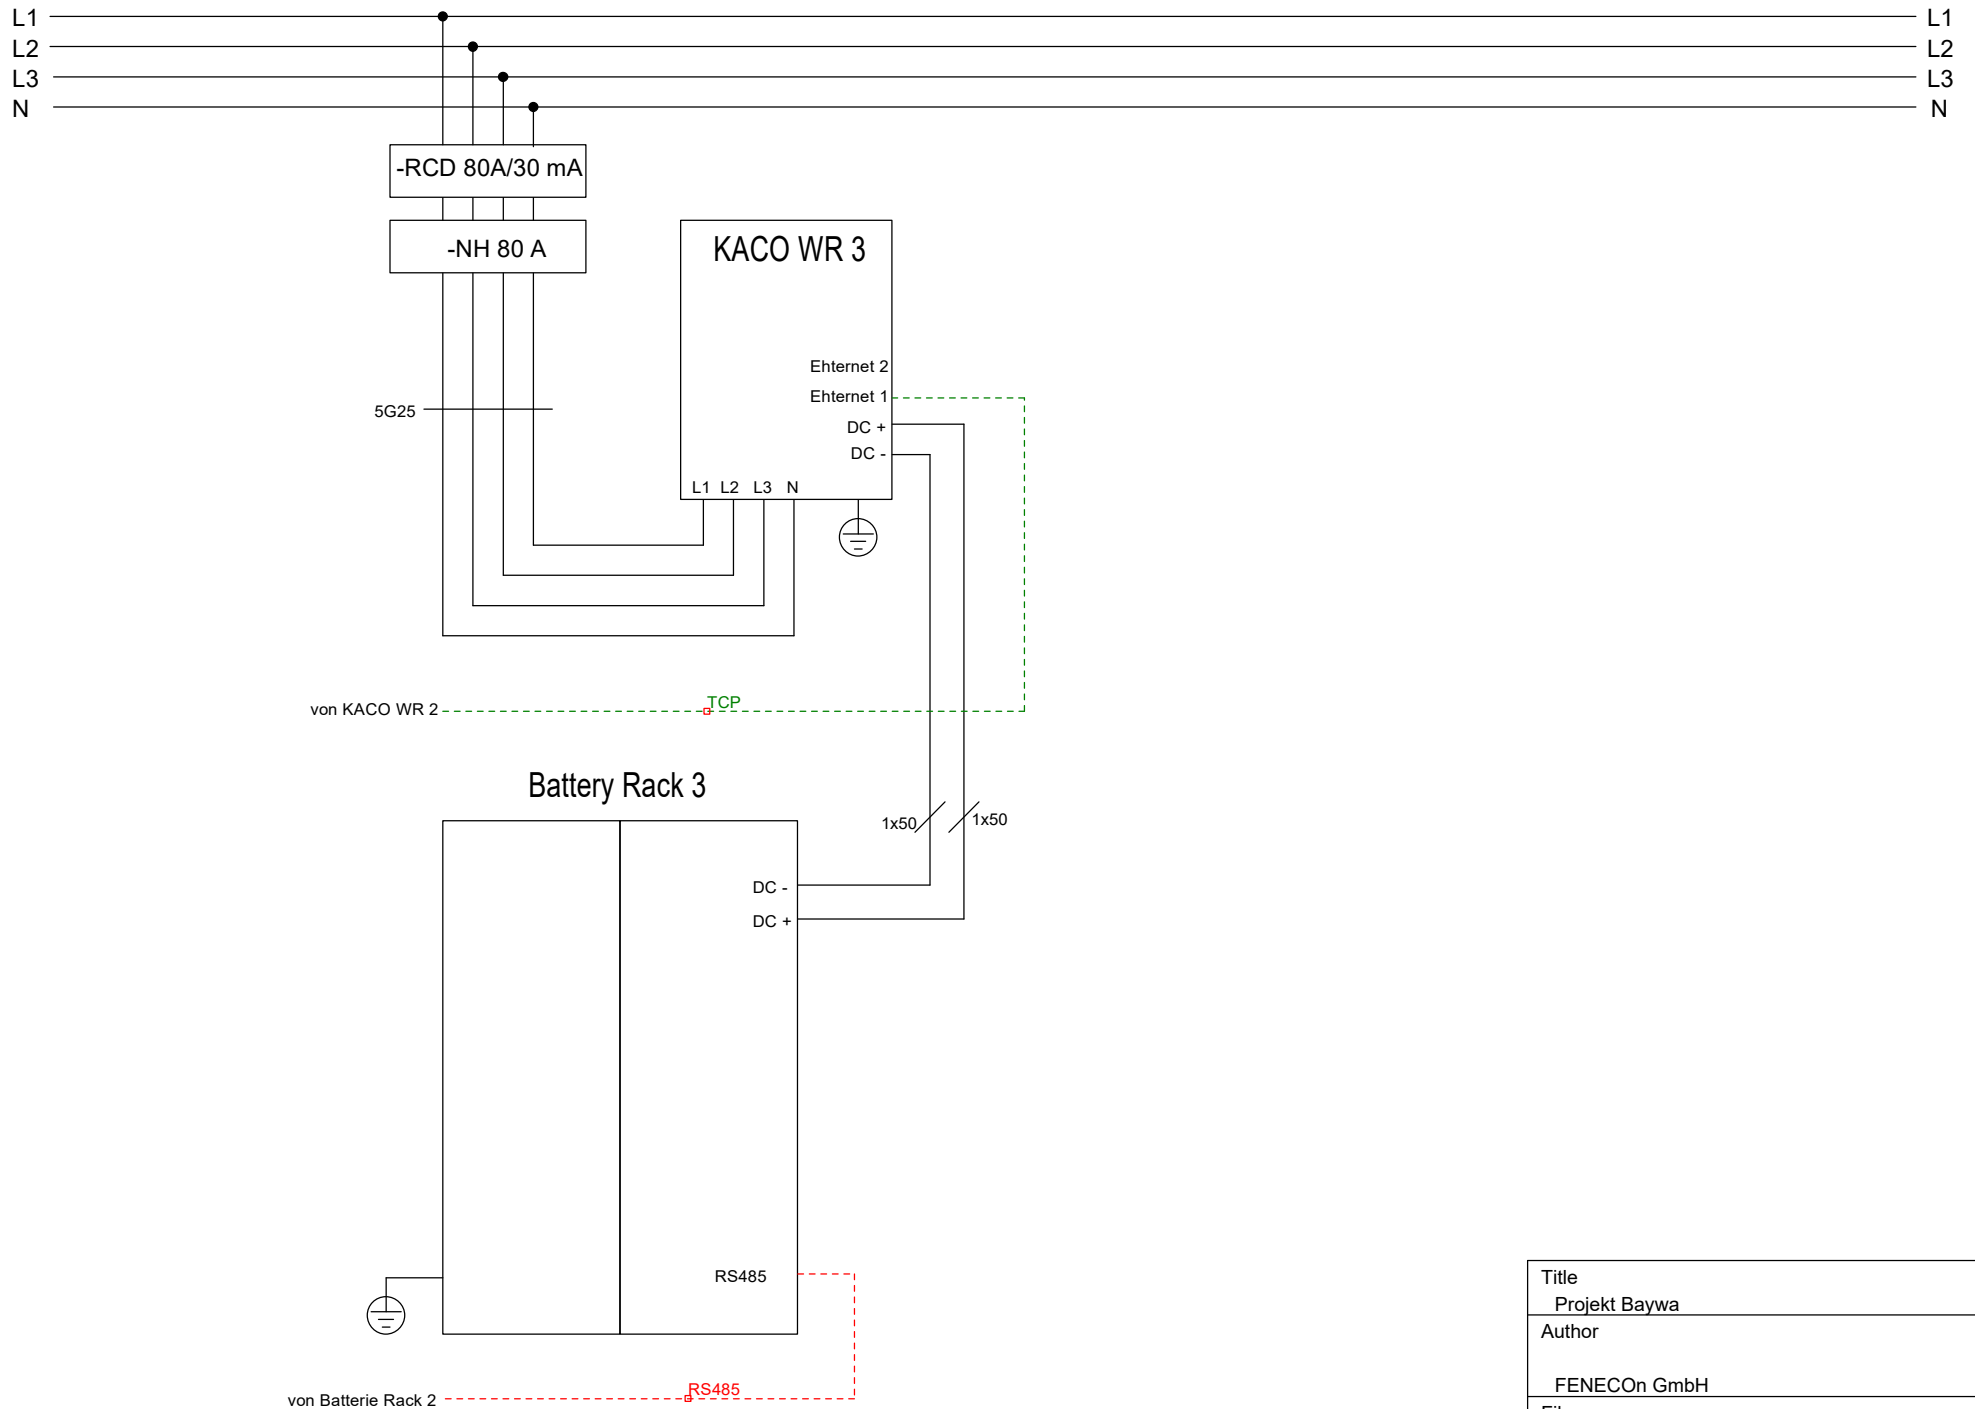 L1 L1
L2 L2
L3 L3
N N
-RCD 80A/30 mA
-NH 80 A
KACO WR 3
Ehternet 2
Ehternet 1
5G25
DC +
DC -
L1 L2 L3 N
TCP
von KACO WR 2
Battery Rack 3
1x50 1x50
DC -
DC +
RS485
Title
Projekt Baywa
Author
FENECOn GmbH
RS485
von Batterie Rack 2